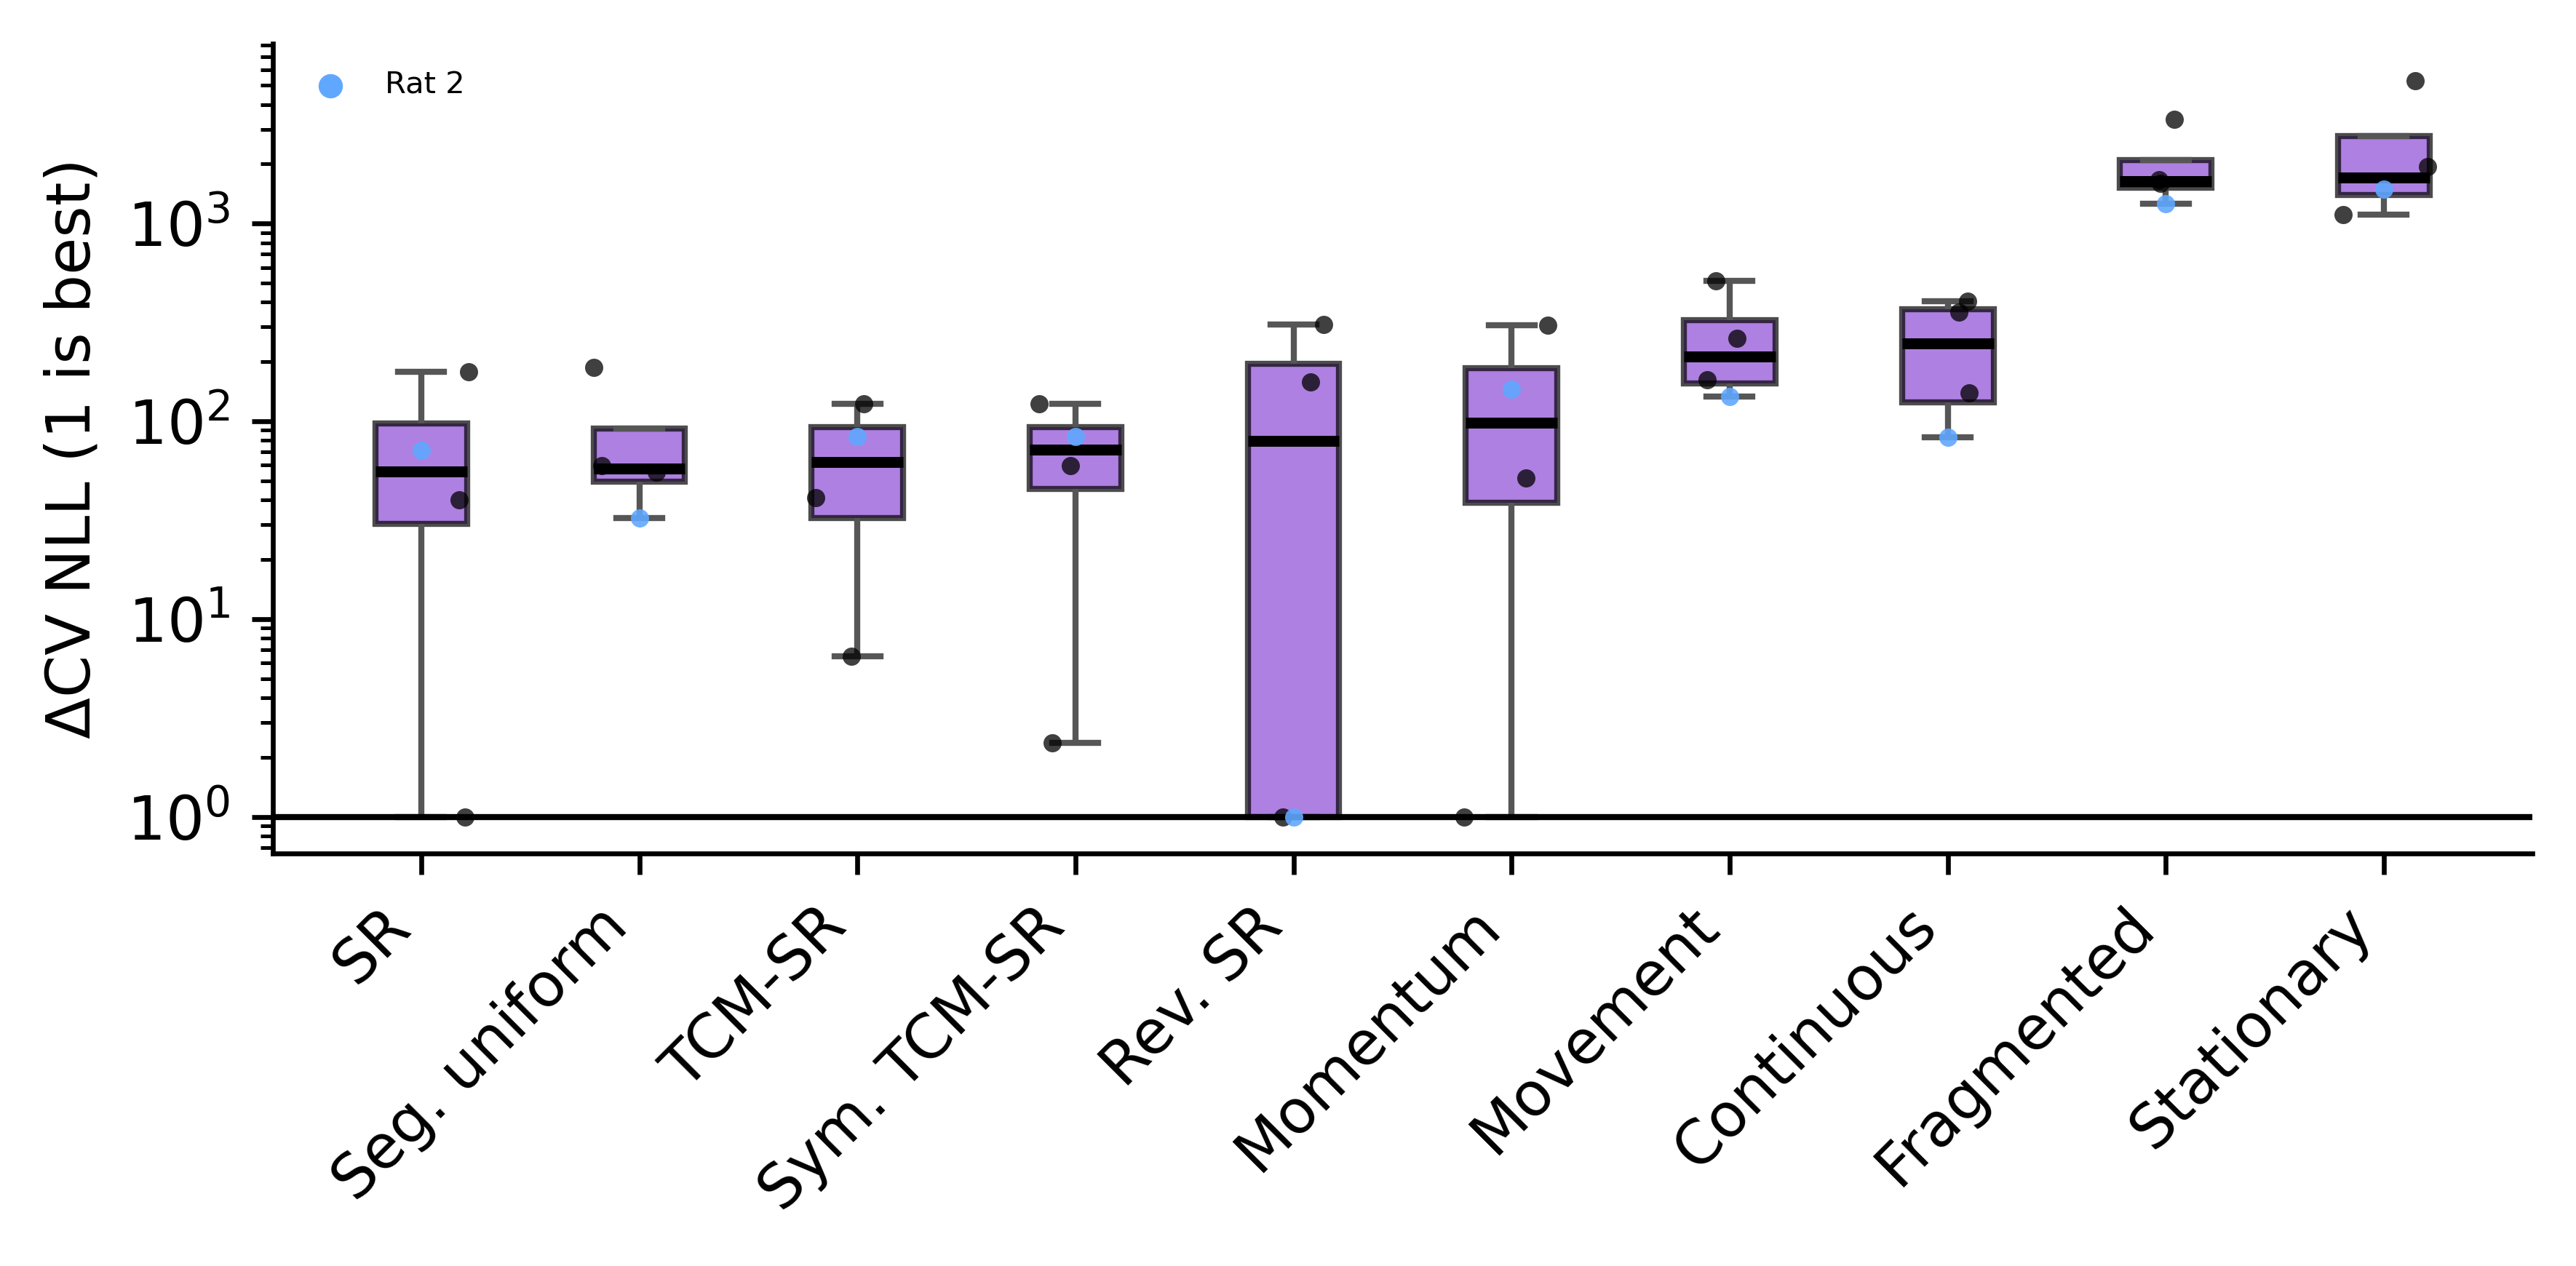 Rat 2
ΔCV NLL (1 is best)
10³
10²
10¹
10⁰
SR
Seg. uniform
TCM-SR
Sym. TCM-SR
Rev. SR
Momentum
Movement
Continuous
Fragmented
Stationary